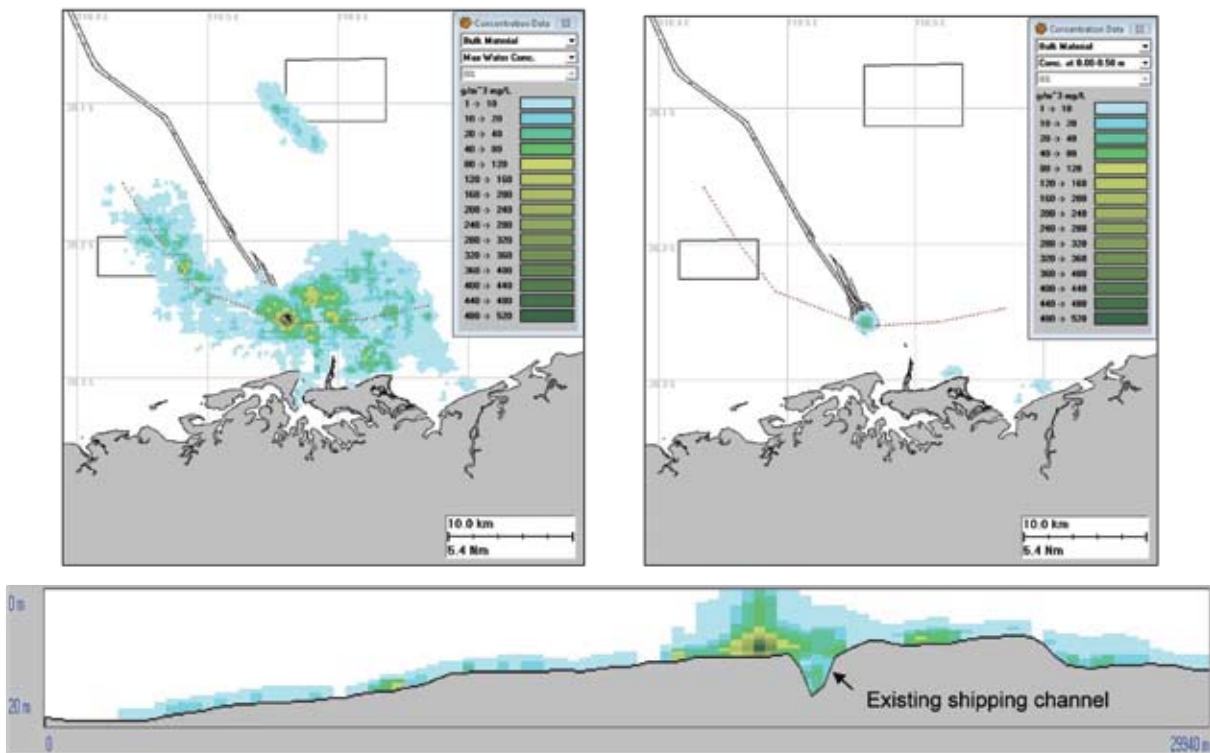 Concentration Data
Bulk Material
Max Water Conc.
g/m^3 mg/L
1 -> 10
10 -> 20
20 -> 40
40 -> 80
80 -> 120
120 -> 160
160 -> 200
200 -> 240
240 -> 280
280 -> 320
320 -> 360
360 -> 400
400 -> 440
440 -> 480
480 -> 520
10.0 km
5.4 Nm
Concentration Data
Bulk Material
Conc. at 0.00-0.50 m
g/m^3 mg/L
1 -> 10
10 -> 20
20 -> 40
40 -> 80
80 -> 120
120 -> 160
160 -> 200
200 -> 240
240 -> 280
280 -> 320
320 -> 360
360 -> 400
400 -> 440
440 -> 480
480 -> 520
10.0 km
5.4 Nm
0 m
20 m
Existing shipping channel
0
29940 m